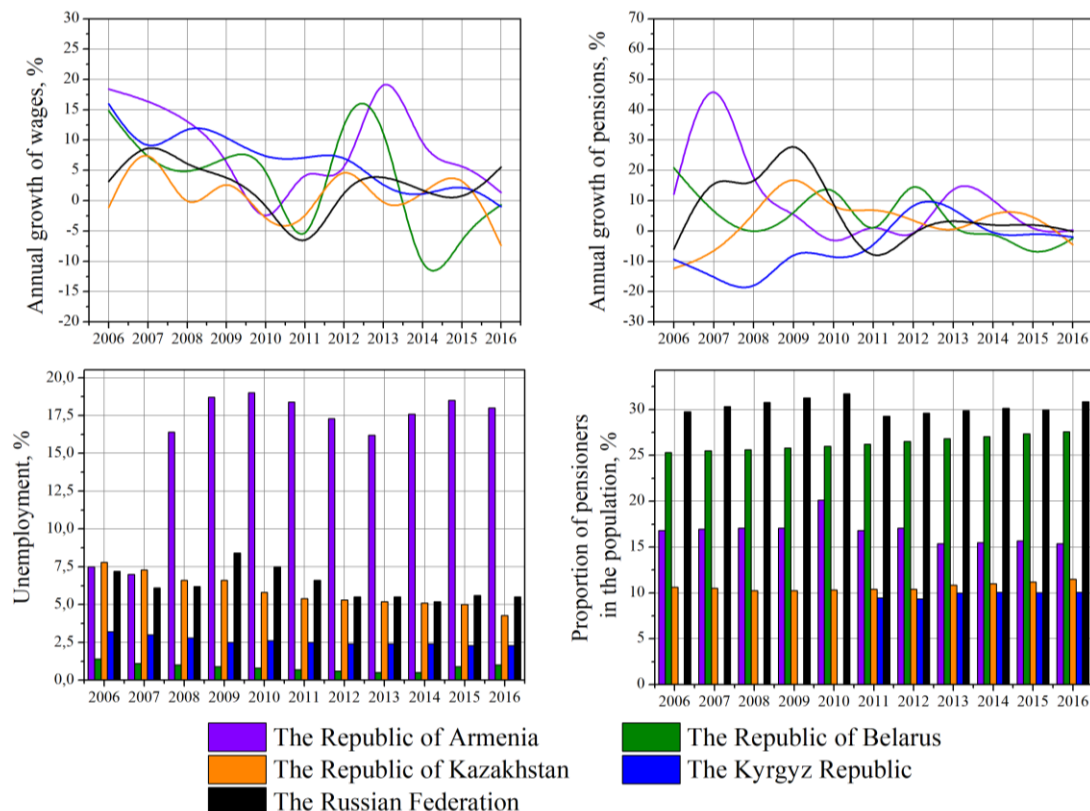 Annual growth of wages, %
30
25
20
15
10
5
0
-5
-10
-15
-20
2006 2007 2008 2009 2010 2011 2012 2013 2014 2015 2016
Annual growth of pensions, %
70
60
50
40
30
20
10
0
-10
-20
-30
2006 2007 2008 2009 2010 2011 2012 2013 2014 2015 2016
Unemployment, %
20,0
17,5
15,0
12,5
10,0
7,5
5,0
2,5
0,0
2006 2007 2008 2009 2010 2011 2012 2013 2014 2015 2016
Proportion of pensioners
in the population, %
30
25
20
15
10
5
0
2006 2007 2008 2009 2010 2011 2012 2013 2014 2015 2016
The Republic of Armenia
The Republic of Belarus
The Republic of Kazakhstan
The Kyrgyz Republic
The Russian Federation